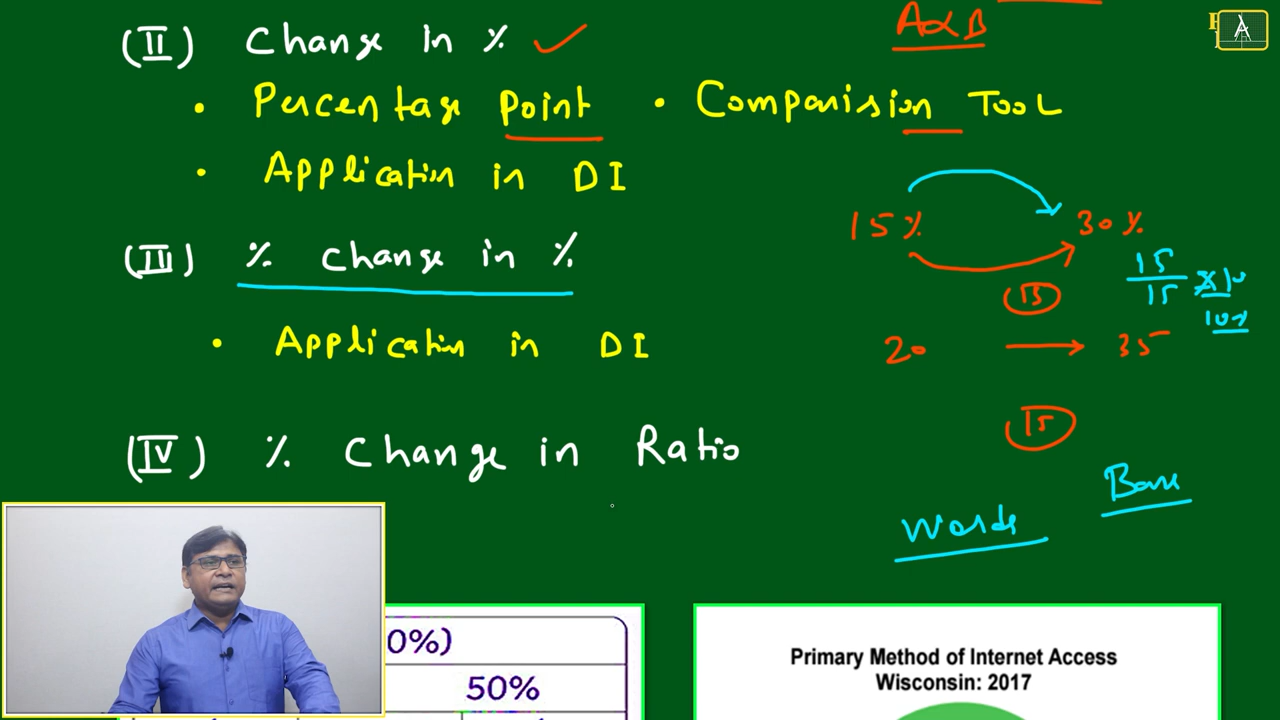 A α B
(II) Change in %
• Percentage Point • Comparision TOOL
• Application in DI
15% 30%
(III) % change in %
15
15/15 × 10
10%
• Application in DI
20 → 35
15
(IV) % Change in Ratio
Base
Words
0%)
50%
Primary Method of Internet Access
Wisconsin: 2017